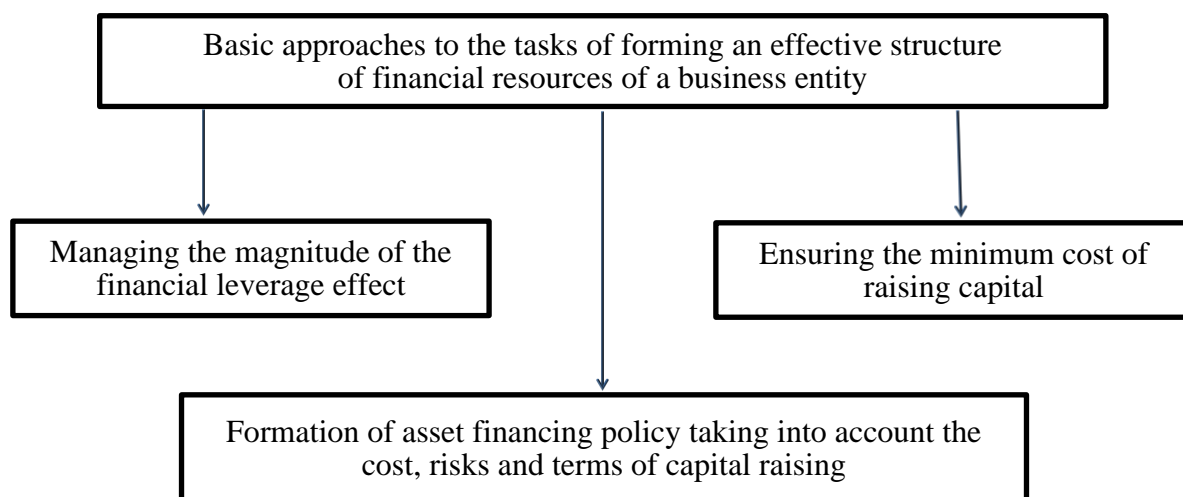 Basic approaches to the tasks of forming an effective structure
of financial resources of a business entity
Managing the magnitude of the
financial leverage effect
Ensuring the minimum cost of
raising capital
Formation of asset financing policy taking into account the
cost, risks and terms of capital raising